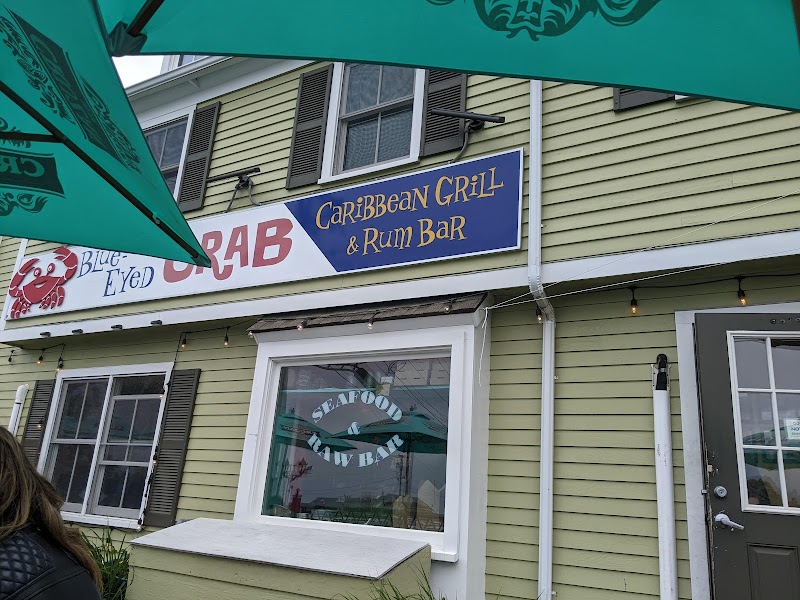 BLUE-
EYED
CRAB
CARIBBEAN GRILL
& RUM BAR
SEAFOOD
&
RAW BAR